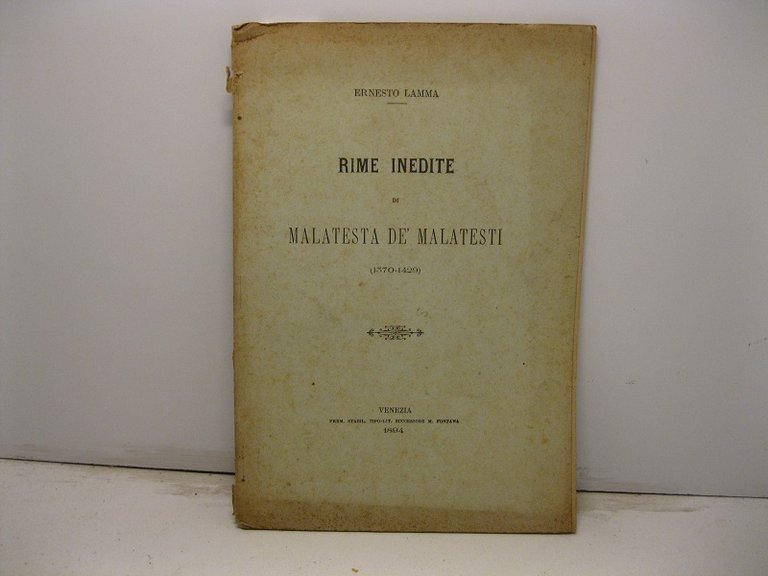 ERNESTO LAMMA
RIME INEDITE
DI
MALATESTA DE' MALATESTI
(1370-1429)
VENEZIA
PREM. STABIL. TIPO-LIT. SUCCESSORE M. FONTANA
1894